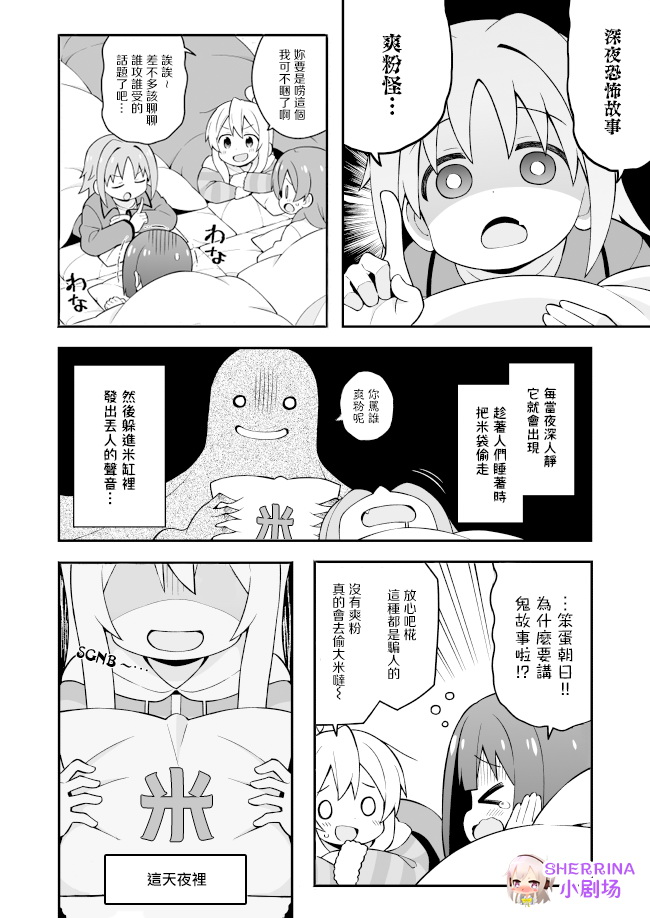 深夜恐怖故事
爽粉怪…
妳要是嘮這個
我可不睏了啊
誒誒~
差不多該聊聊
誰攻誰受的
話題了吧…
わな
わな
每當夜深人靜
它就會出現
趁著人們睡著時
把米袋偷走
你罵誰
爽粉呢
米
然後躲進米缸裡
發出丟人的聲音…
…笨蛋朝日!!
為什麼要講
鬼故事啦!?
放心吧椛
這種都是騙人的
沒有爽粉
真的會去偷大米噠~
SGNB~…
米
這天夜裡
SHERRINA
小剧场